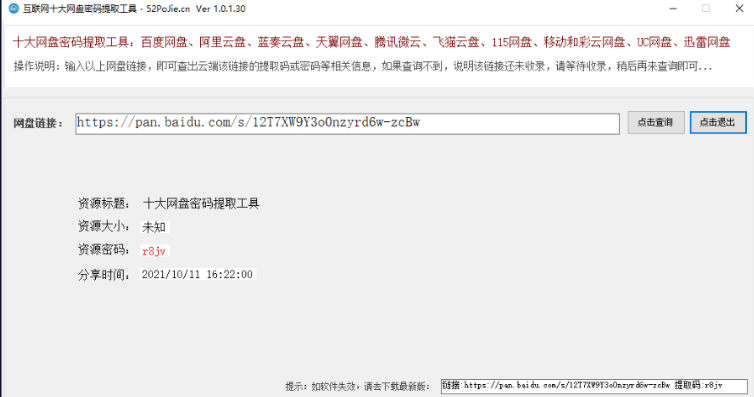 互联网十大网盘密码提取工具 - 52PoJie.cn Ver 1.0.1.30
十大网盘密码提取工具：百度网盘、阿里云盘、蓝奏云盘、天翼网盘、腾讯微云、飞猫云盘、115网盘、移动和彩云网盘、UC网盘、迅雷网盘
操作说明：输入以上网盘链接，即可查出云端该链接的提取码或密码等相关信息，如果查询不到，说明该链接还未收录，请等待收录，稍后再来查询即可...
网盘链接： https://pan.baidu.com/s/12T7XW9Y3oOnzyrd6w-zcBw 点击查询 点击退出
资源标题： 十大网盘密码提取工具
资源大小： 未知
资源密码： r8jv
分享时间： 2021/10/11 16:22:00
提示：如软件失效，请去下载最新版： 链接:https://pan.baidu.com/s/12T7XW9Y3oOnzyrd6w-zcBw 提取码:r8jv